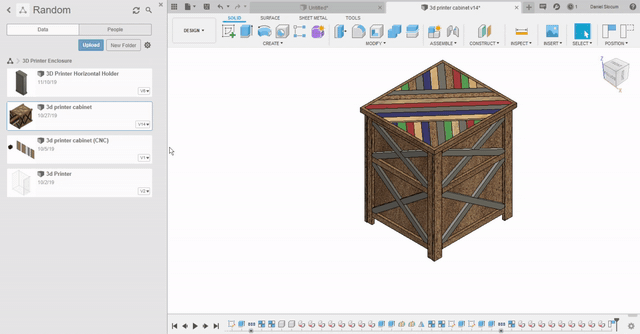 Random
Data
People
Upload
New Folder
3D Printer Enclosure
3D Printer Horizontal Holder
11/10/19
V6
3d printer cabinet
10/27/19
V14
3d printer cabinet (CNC)
10/5/19
V1
3d Printer
10/2/19
V2
Untitled*
3d printer cabinet v14*
1
Daniel Storum
DESIGN
SOLID
SURFACE
SHEET METAL
TOOLS
CREATE
MODIFY
ASSEMBLE
CONSTRUCT
INSPECT
INSERT
SELECT
POSITION
Z
X